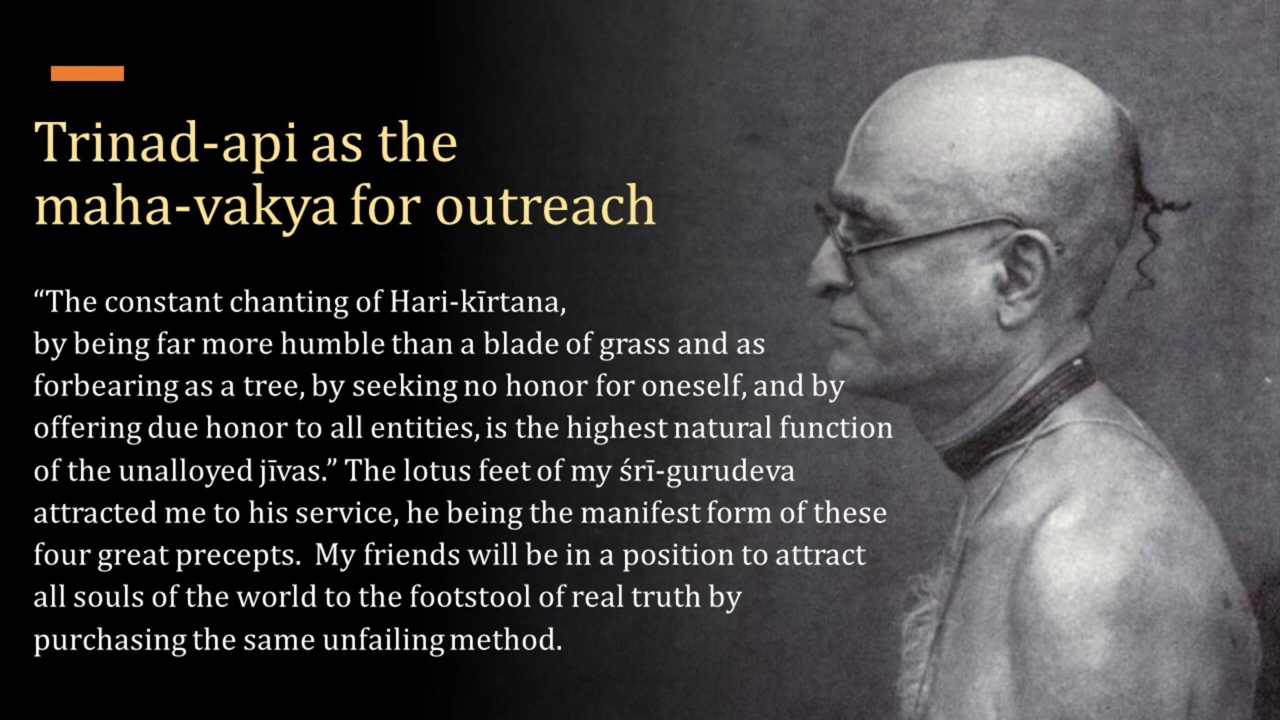 Trinad-api as the
maha-vakya for outreach
“The constant chanting of Hari-kīrtana,
by being far more humble than a blade of grass and as
forbearing as a tree, by seeking no honor for oneself, and by
offering due honor to all entities, is the highest natural function
of the unalloyed jīvas.” The lotus feet of my śrī-gurudeva
attracted me to his service, he being the manifest form of these
four great precepts.  My friends will be in a position to attract
all souls of the world to the footstool of real truth by
purchasing the same unfailing method.